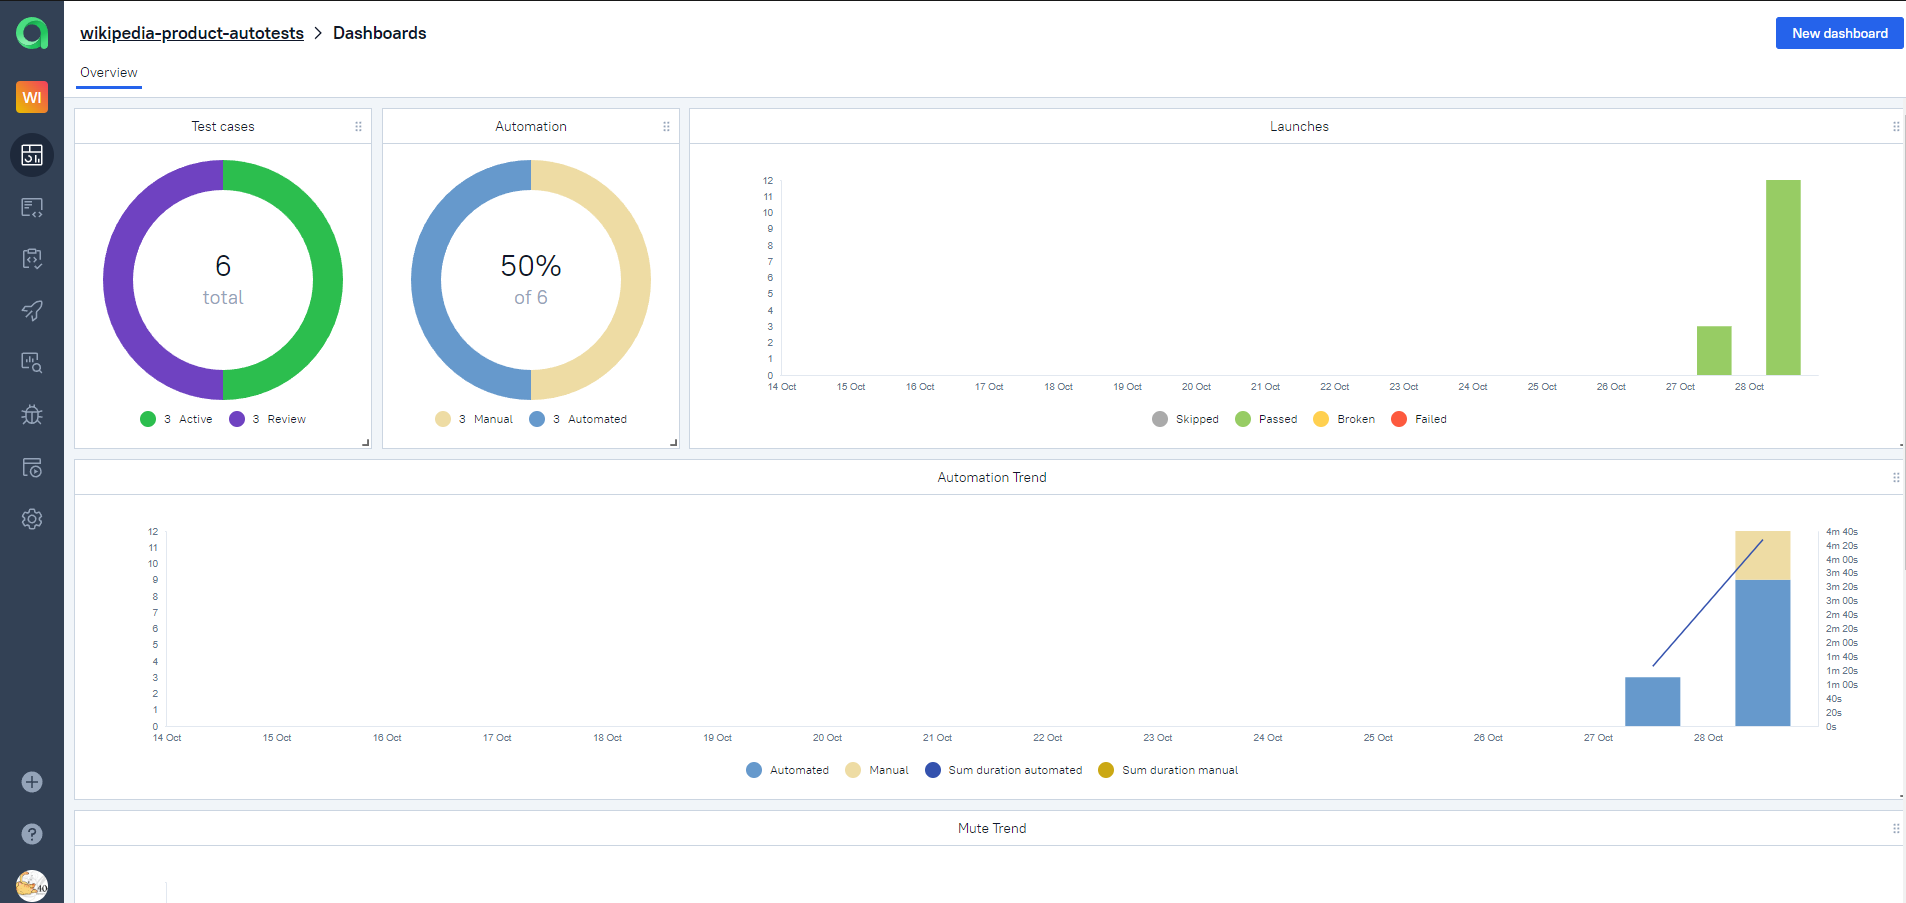 wikipedia-product-autotests > Dashboards
New dashboard
Overview
WI
Test cases
6
total
3 Active 3 Review
Automation
50%
of 6
3 Manual 3 Automated
Launches
12
11
10
9
8
7
6
5
4
3
2
1
0
14 Oct 15 Oct 16 Oct 17 Oct 18 Oct 19 Oct 20 Oct 21 Oct 22 Oct 23 Oct 24 Oct 25 Oct 26 Oct 27 Oct 28 Oct
Skipped Passed Broken Failed
Automation Trend
12
11
10
9
8
7
6
5
4
3
2
1
0
4m 40s
4m 20s
4m 00s
3m 40s
3m 20s
3m 00s
2m 40s
2m 20s
2m 00s
1m 40s
1m 20s
1m 00s
40s
20s
0s
14 Oct 15 Oct 16 Oct 17 Oct 18 Oct 19 Oct 20 Oct 21 Oct 22 Oct 23 Oct 24 Oct 25 Oct 26 Oct 27 Oct 28 Oct
Automated Manual Sum duration automated Sum duration manual
Mute Trend